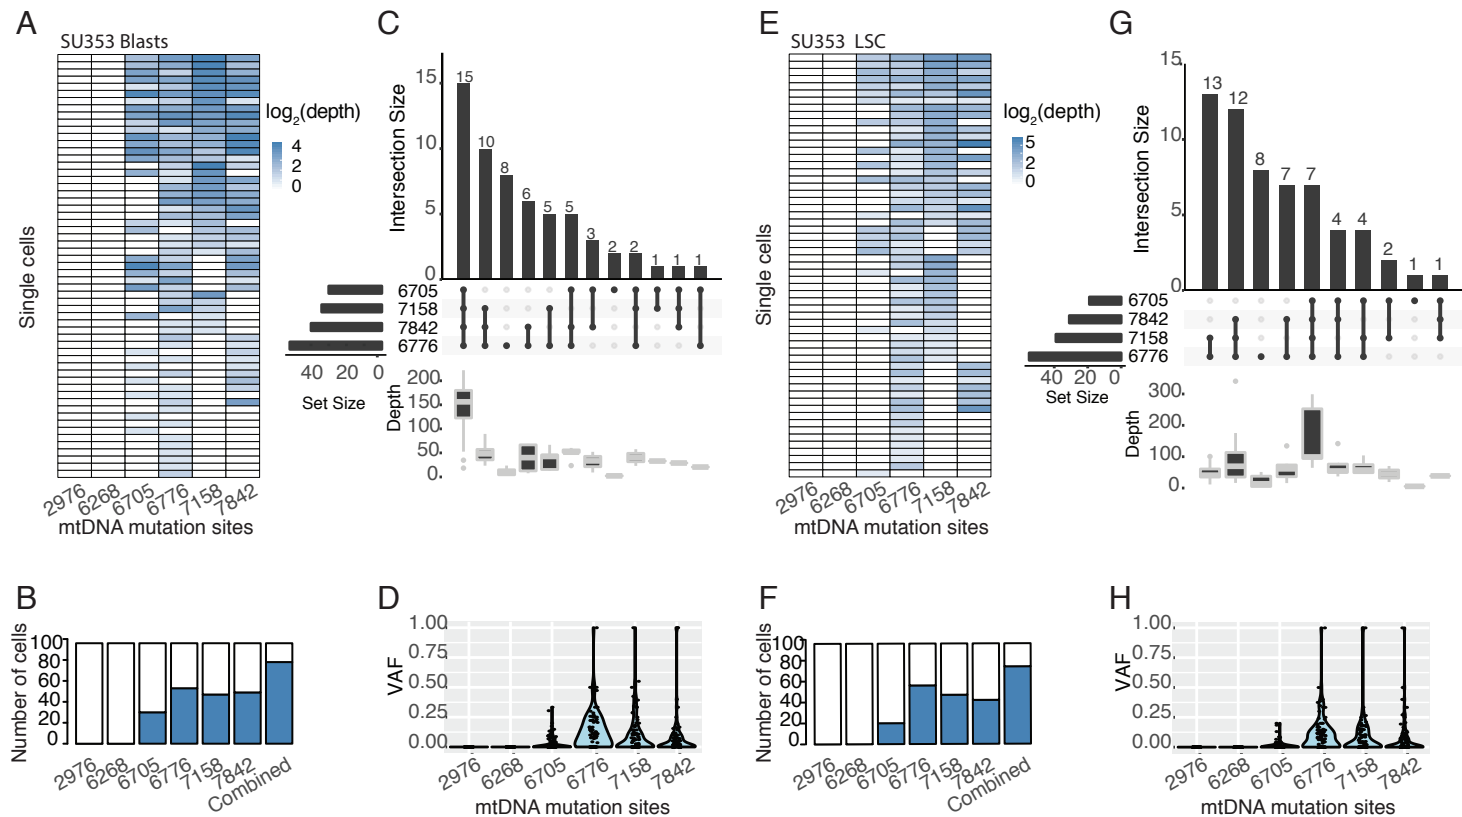 A
SU353 Blasts
log2(depth)
4
2
0
Single cells
2976 6268 6705 6776 7158 7842
mtDNA mutation sites
C
Intersection Size
15
10
5
0
15 10 8 6 5 5 3 2 2 1 1 1
6705
7158
7842
6776
40 20 0
Set Size
Depth
200
150
100
50
0
E
SU353 LSC
log2(depth)
5
2
0
Single cells
2976 6268 6705 6776 7158 7842
mtDNA mutation sites
G
Intersection Size
15
10
5
0
13 12 8 7 7 4 4 2 1 1
6705
7842
7158
6776
40 20 0
Set Size
Depth
300
200
100
0
B
Number of cells
100
80
60
40
20
0
2976 6268 6705 6776 7158 7842 Combined
D
VAF
1.00
0.75
0.50
0.25
0.00
2976 6268 6705 6776 7158 7842
mtDNA mutation sites
F
Number of cells
100
80
60
40
20
0
2976 6268 6705 6776 7158 7842 Combined
H
VAF
1.00
0.75
0.50
0.25
0.00
2976 6268 6705 6776 7158 7842
mtDNA mutation sites